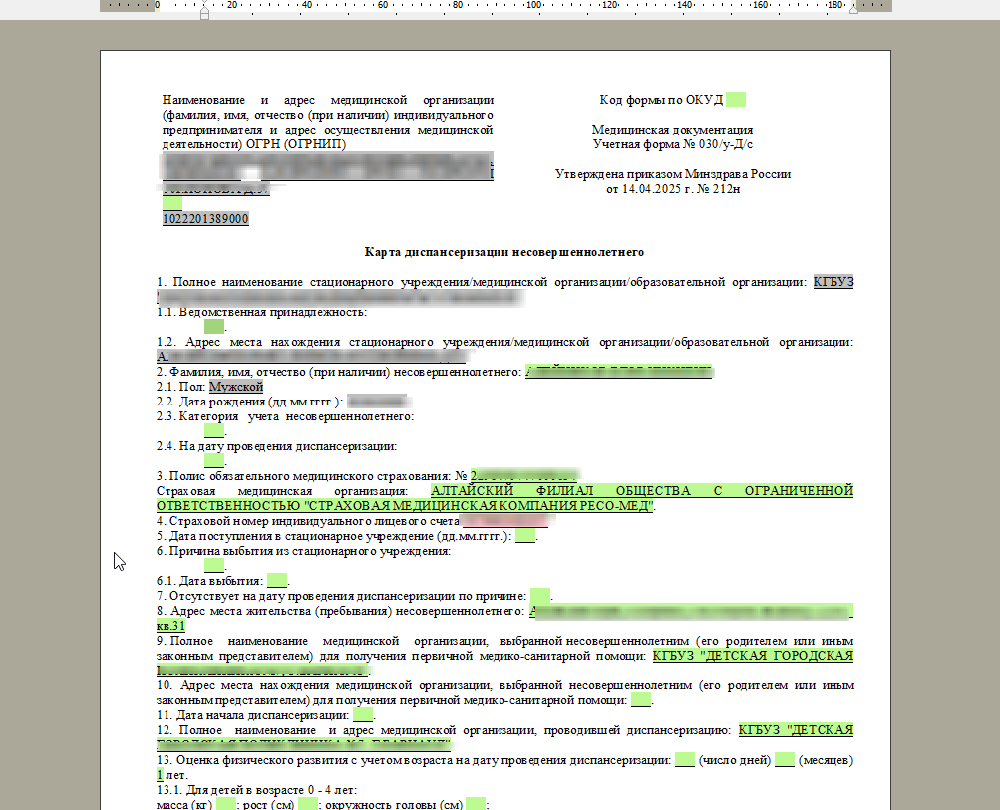 0 20 40 60 80 100 120 140 160 180
Наименование и адрес медицинской организации
(фамилия, имя, отчество (при наличии) индивидуального
предпринимателя и адрес осуществления медицинской
деятельности) ОГРН (ОГРНИП)
1022201389000
Код формы по ОКУД
Медицинская документация
Учетная форма № 030/у-Д/с
Утверждена приказом Минздрава России
от 14.04.2025 г. № 212н
Карта диспансеризации несовершеннолетнего
1. Полное наименование стационарного учреждения/медицинской организации/образовательной организации: КГБУЗ
1.1. Ведомственная принадлежность:
.
1.2. Адрес места нахождения стационарного учреждения/медицинской организации/образовательной организации:
2. Фамилия, имя, отчество (при наличии) несовершеннолетнего:
2.1. Пол: Мужской
2.2. Дата рождения (дд.мм.гггг.):
2.3. Категория учета несовершеннолетнего:
.
2.4. На дату проведения диспансеризации:
.
3. Полис обязательного медицинского страхования: №
Страховая медицинская организация: АЛТАЙСКИЙ ФИЛИАЛ ОБЩЕСТВА С ОГРАНИЧЕННОЙ
ОТВЕТСТВЕННОСТЬЮ "СТРАХОВАЯ МЕДИЦИНСКАЯ КОМПАНИЯ РЕСО-МЕД".
4. Страховой номер индивидуального лицевого счета
5. Дата поступления в стационарное учреждение (дд.мм.гггг.): .
6. Причина выбытия из стационарного учреждения:
.
6.1. Дата выбытия: .
7. Отсутствует на дату проведения диспансеризации по причине: .
8. Адрес места жительства (пребывания) несовершеннолетнего:
кв.31
9. Полное наименование медицинской организации, выбранной несовершеннолетним (его родителем или иным
законным представителем) для получения первичной медико-санитарной помощи: КГБУЗ "ДЕТСКАЯ ГОРОДСКАЯ
10. Адрес места нахождения медицинской организации, выбранной несовершеннолетним (его родителем или иным
законным представителем) для получения первичной медико-санитарной помощи: .
11. Дата начала диспансеризации: .
12. Полное наименование и адрес медицинской организации, проводившей диспансеризацию: КГБУЗ "ДЕТСКАЯ
13. Оценка физического развития с учетом возраста на дату проведения диспансеризации: (число дней) (месяцев)
1 лет.
13.1. Для детей в возрасте 0 - 4 лет:
масса (кг) ; рост (см) ; окружность головы (см) ;